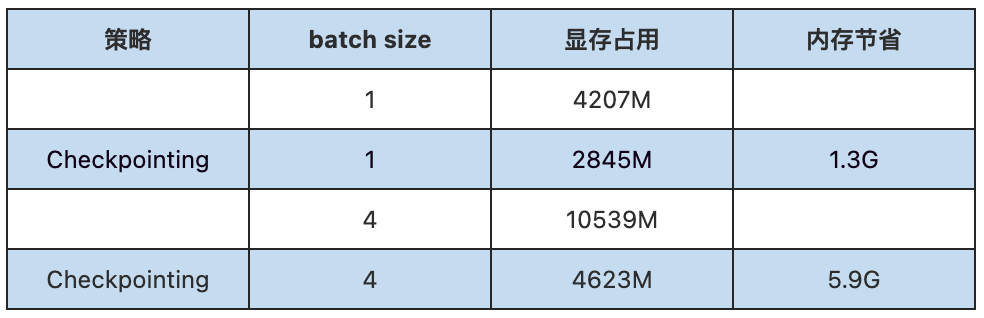 策略 batch size 显存占用 内存节省
1 4207M
Checkpointing 1 2845M 1.3G
4 10539M
Checkpointing 4 4623M 5.9G